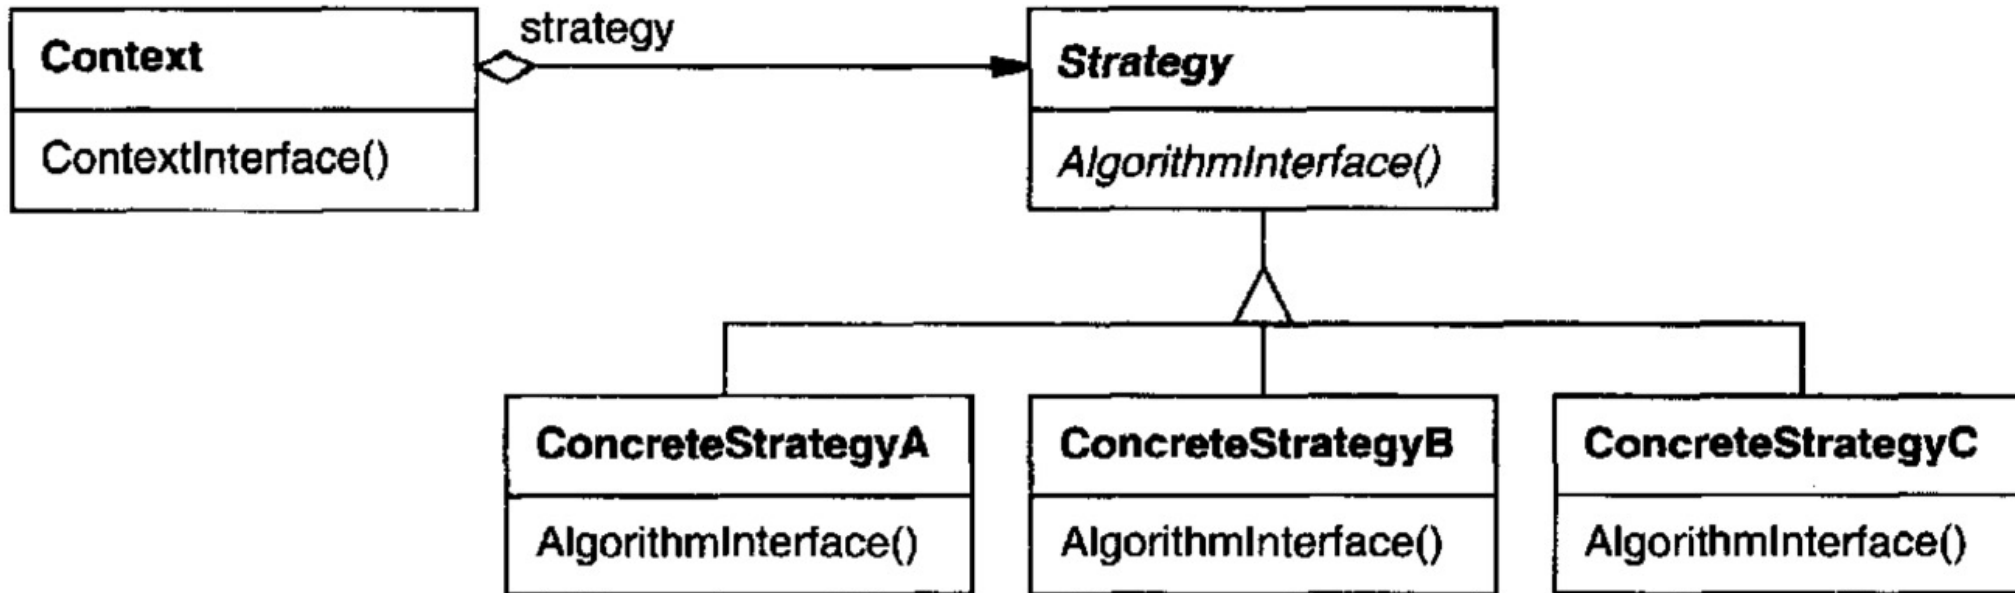 strategy
Context
Strategy
ContextInterface()
AlgorithmInterface()
ConcreteStrategyA
ConcreteStrategyB
ConcreteStrategyC
AlgorithmInterface()
AlgorithmInterface()
AlgorithmInterface()